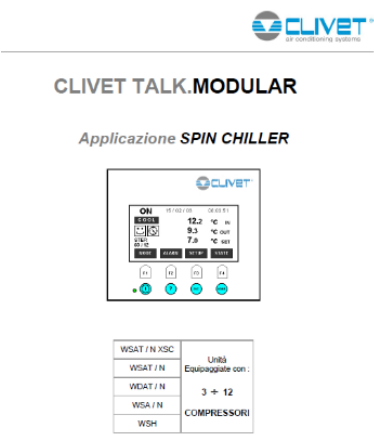 CLIVET®
air conditioning systems
CLIVET TALK.MODULAR
Applicazione SPIN CHILLER
CLIVET
ON
COOL
12.2 °C IN
9.3 °C OUT
7.0 °C SET
STEP
ALARM SETUP STATE
F1 F2 F3 F4
WSAT / N XSC
WSAT / N
WDAT / N
WSA / N
WSH
Unità
Equipaggiate con :
3 ÷ 12
COMPRESSORI